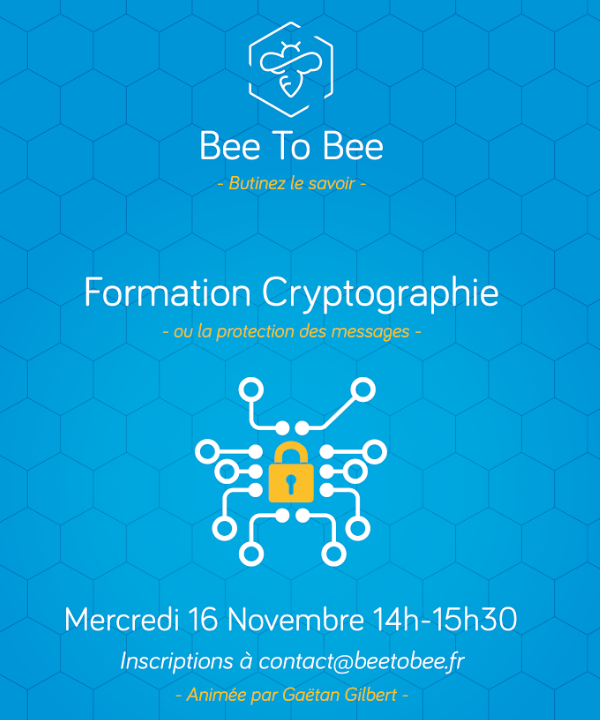 Bee To Bee
- Butinez le savoir -
Formation Cryptographie
- ou la protection des messages -
Mercredi 16 Novembre 14h-15h30
Inscriptions à contact@beetobee.fr
- Animée par Gaëtan Gilbert -